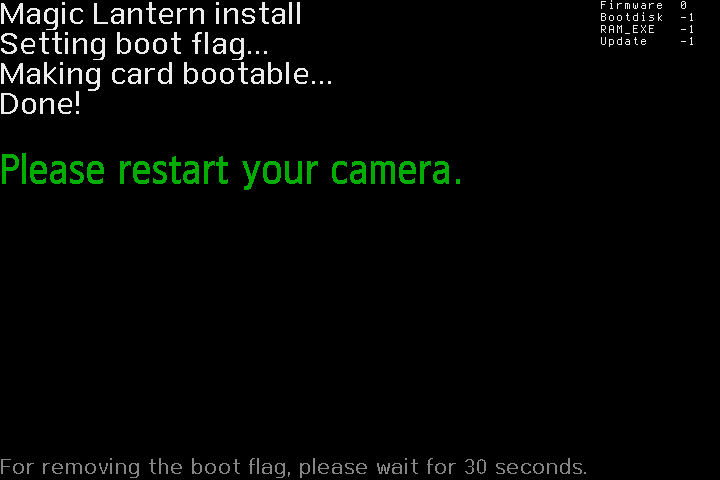 Magic Lantern install
Setting boot flag...
Making card bootable...
Done!
Firmware 0
Bootdisk -1
RAM_EXE -1
Update -1
Please restart your camera.
For removing the boot flag, please wait for 30 seconds.